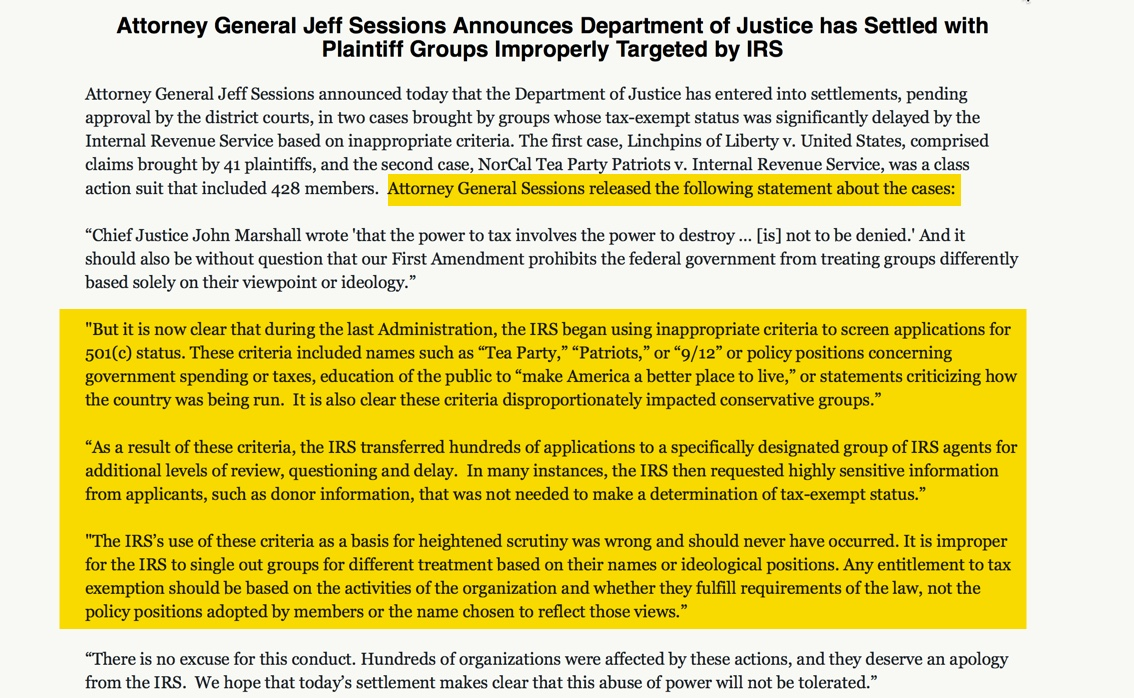 Attorney General Jeff Sessions Announces Department of Justice has Settled with
Plaintiff Groups Improperly Targeted by IRS
Attorney General Jeff Sessions announced today that the Department of Justice has entered into settlements, pending
approval by the district courts, in two cases brought by groups whose tax-exempt status was significantly delayed by the
Internal Revenue Service based on inappropriate criteria. The first case, Linchpins of Liberty v. United States, comprised
claims brought by 41 plaintiffs, and the second case, NorCal Tea Party Patriots v. Internal Revenue Service, was a class
action suit that included 428 members.  Attorney General Sessions released the following statement about the cases:
“Chief Justice John Marshall wrote 'that the power to tax involves the power to destroy ... [is] not to be denied.' And it
should also be without question that our First Amendment prohibits the federal government from treating groups differently
based solely on their viewpoint or ideology.”
"But it is now clear that during the last Administration, the IRS began using inappropriate criteria to screen applications for
501(c) status. These criteria included names such as “Tea Party,” “Patriots,” or “9/12” or policy positions concerning
government spending or taxes, education of the public to “make America a better place to live,” or statements criticizing how
the country was being run.  It is also clear these criteria disproportionately impacted conservative groups.”
“As a result of these criteria, the IRS transferred hundreds of applications to a specifically designated group of IRS agents for
additional levels of review, questioning and delay.  In many instances, the IRS then requested highly sensitive information
from applicants, such as donor information, that was not needed to make a determination of tax-exempt status.”
"The IRS’s use of these criteria as a basis for heightened scrutiny was wrong and should never have occurred. It is improper
for the IRS to single out groups for different treatment based on their names or ideological positions. Any entitlement to tax
exemption should be based on the activities of the organization and whether they fulfill requirements of the law, not the
policy positions adopted by members or the name chosen to reflect those views.”
“There is no excuse for this conduct. Hundreds of organizations were affected by these actions, and they deserve an apology
from the IRS.  We hope that today’s settlement makes clear that this abuse of power will not be tolerated.”